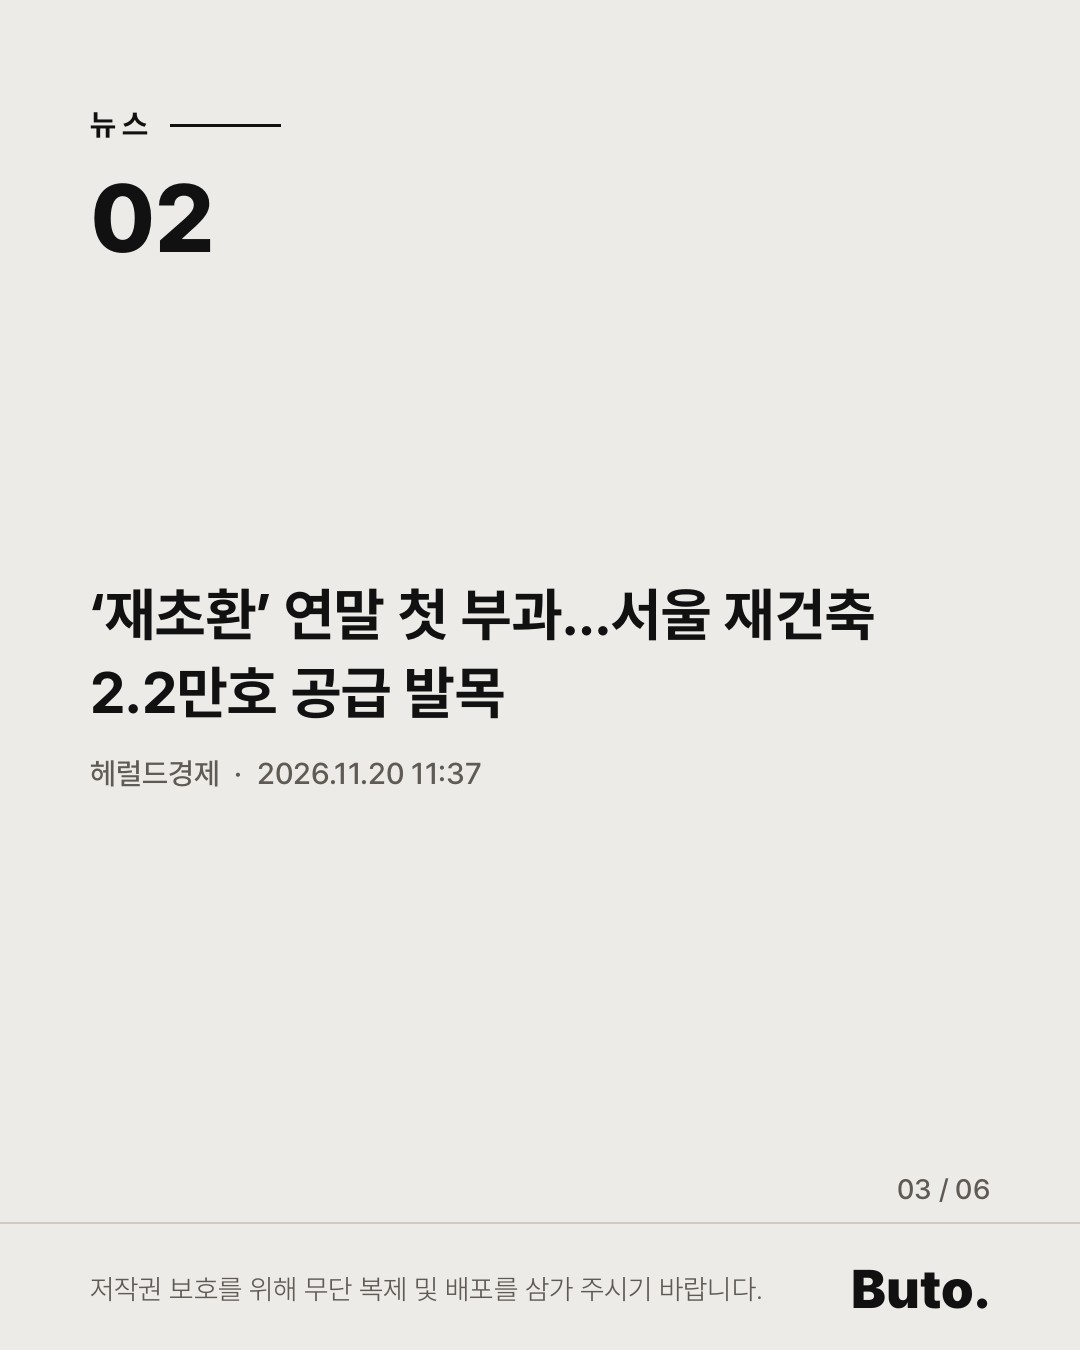 뉴스
02
‘재초환’ 연말 첫 부과…서울 재건축
2.2만호 공급 발목
헤럴드경제 · 2026.11.20 11:37
03 / 06
저작권 보호를 위해 무단 복제 및 배포를 삼가 주시기 바랍니다.
Buto.